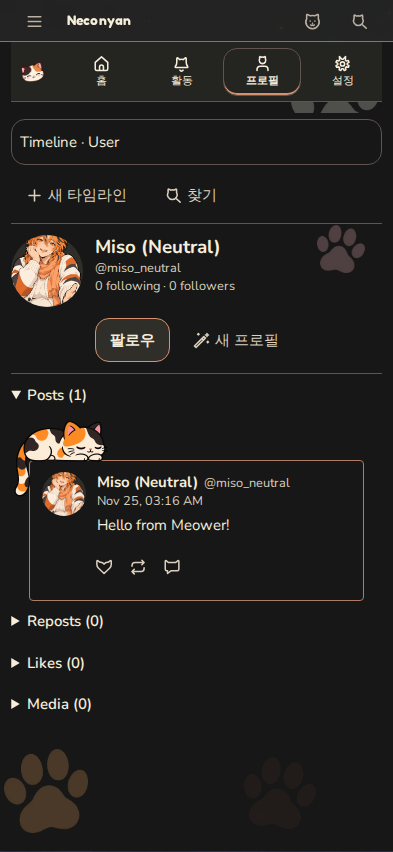 Neconyan
홈
활동
프로필
설정
Timeline · User
새 타임라인
찾기
Miso (Neutral)
@miso_neutral
0 following · 0 followers
팔로우
새 프로필
Posts (1)
Miso (Neutral) @miso_neutral
Nov 25, 03:16 AM
Hello from Meower!
Reposts (0)
Likes (0)
Media (0)